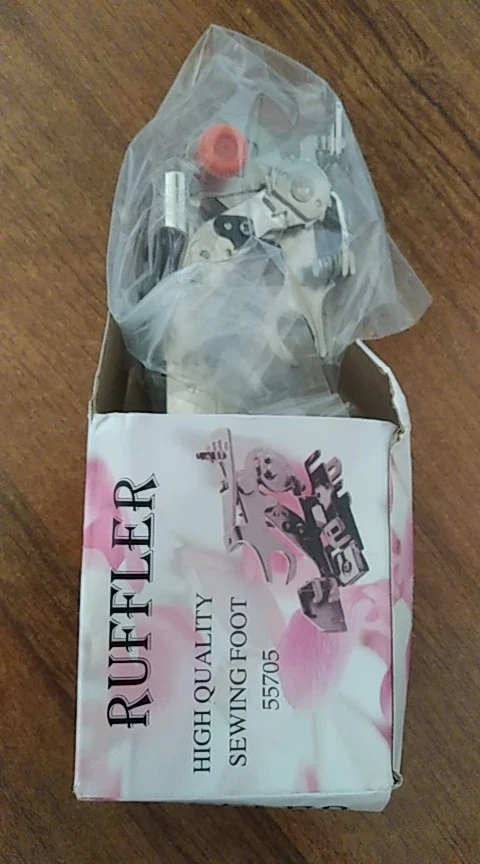 RUFFLER
HIGH QUALITY
SEWING FOOT
55705